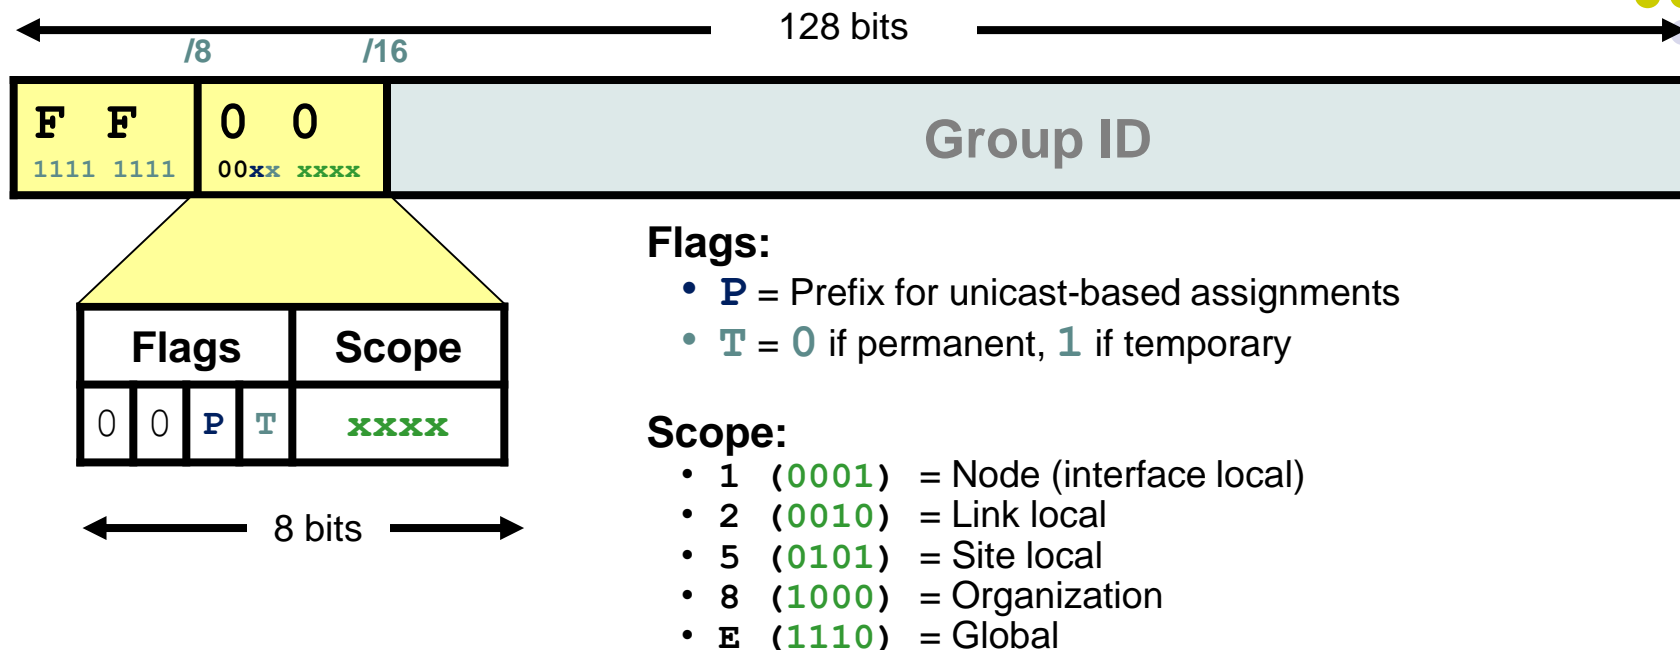 128 bits
/8 /16
F F 0 0 Group ID
1111 1111 00xx xxxx
Flags:
• P = Prefix for unicast-based assignments
• T = 0 if permanent, 1 if temporary
Flags Scope
0 0 P T xxxx
8 bits
Scope:
• 1 (0001) = Node (interface local)
• 2 (0010) = Link local
• 5 (0101) = Site local
• 8 (1000) = Organization
• E (1110) = Global